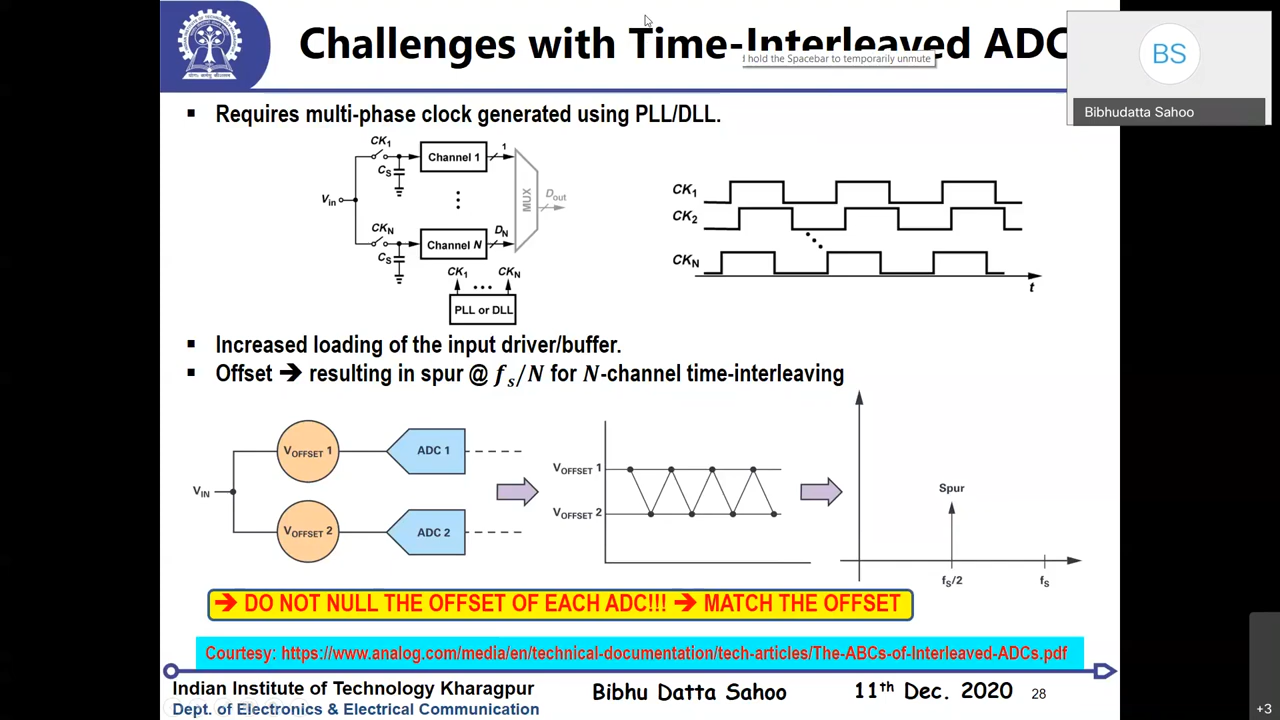 Challenges with Time-Interleaved ADC
d hold the Spacebar to temporarily unmute
BS
Bibhudatta Sahoo
Requires multi-phase clock generated using PLL/DLL.
CK1
Channel 1
1
CS
Vin
MUX
Dout
CKN
Channel N
DN
CS
CK1
CKN
PLL or DLL
CK1
CK2
CKN
t
Increased loading of the input driver/buffer.
Offset ➔ resulting in spur @ fs/N for N-channel time-interleaving
VIN
VOFFSET 1
ADC 1
VOFFSET 2
ADC 2
VOFFSET 1
VOFFSET 2
Spur
fS/2
fS
➔ DO NOT NULL THE OFFSET OF EACH ADC!!! ➔ MATCH THE OFFSET
Courtesy: https://www.analog.com/media/en/technical-documentation/tech-articles/The-ABCs-of-Interleaved-ADCs.pdf
Indian Institute of Technology Kharagpur
Dept. of Electronics & Electrical Communication
Bibhu Datta Sahoo
11th Dec. 2020
28
+3